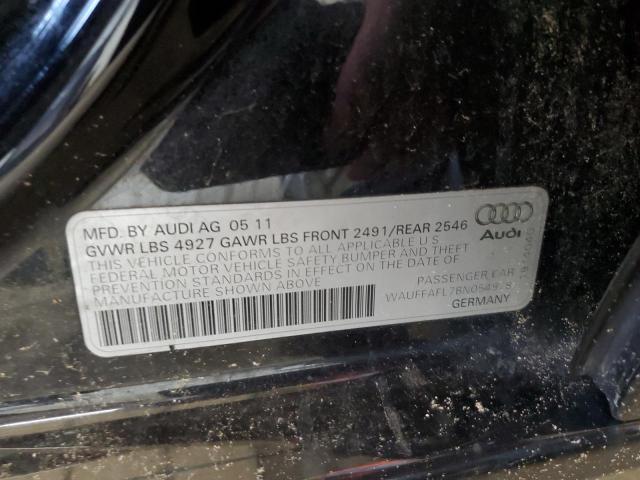 MFD. BY AUDI AG 05 11
GVWR LBS 4927 GAWR LBS FRONT 2491/REAR 2546
THIS VEHICLE CONFORMS TO ALL APPLICABLE U S
FEDERAL MOTOR VEHICLE SAFETY BUMPER AND THEFT
PREVENTION STANDARDS IN EFFECT ON THE DATE OF
MANUFACTURE SHOWN ABOVE
Audi
PASSENGER CAR
GERMANY